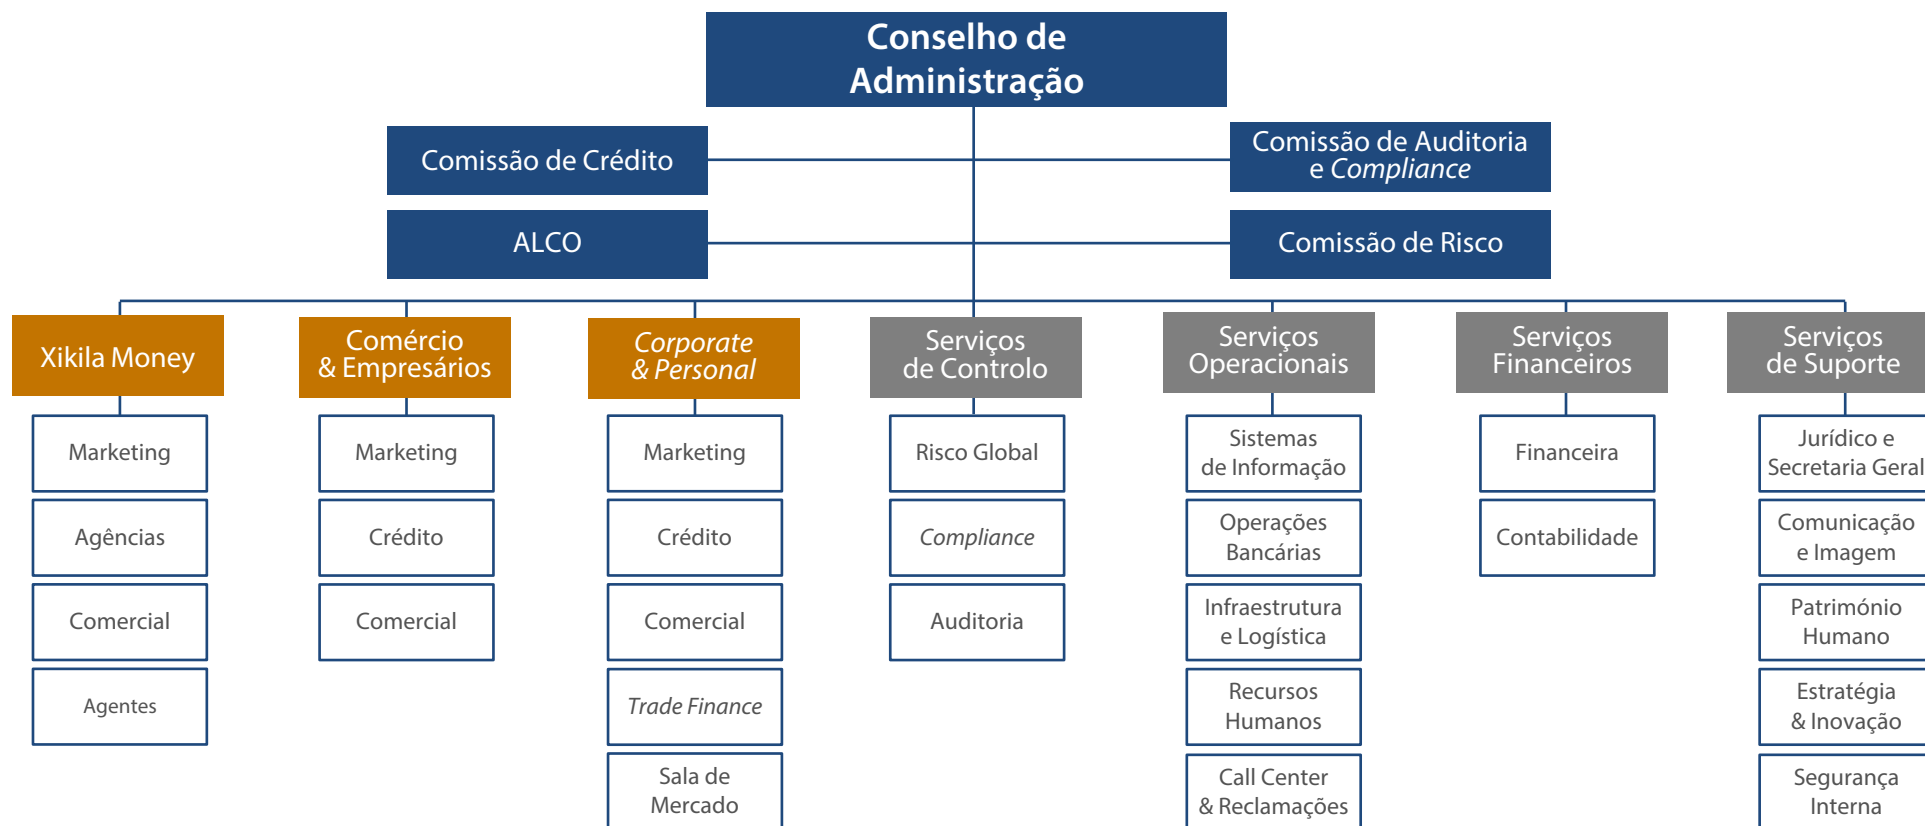 Conselho de
Administração
Comissão de Crédito
Comissão de Auditoria
e Compliance
ALCO
Comissão de Risco
Xikila Money
Comércio
& Empresários
Corporate
& Personal
Serviços
de Controlo
Serviços
Operacionais
Serviços
Financeiros
Serviços
de Suporte
Marketing
Agências
Comercial
Agentes
Marketing
Crédito
Comercial
Marketing
Crédito
Comercial
Trade Finance
Sala de
Mercado
Risco Global
Compliance
Auditoria
Sistemas
de Informação
Operações
Bancárias
Infraestrutura
e Logística
Recursos
Humanos
Call Center
& Reclamações
Financeira
Contabilidade
Jurídico e
Secretaria Geral
Comunicação
e Imagem
Património
Humano
Estratégia
& Inovação
Segurança
Interna